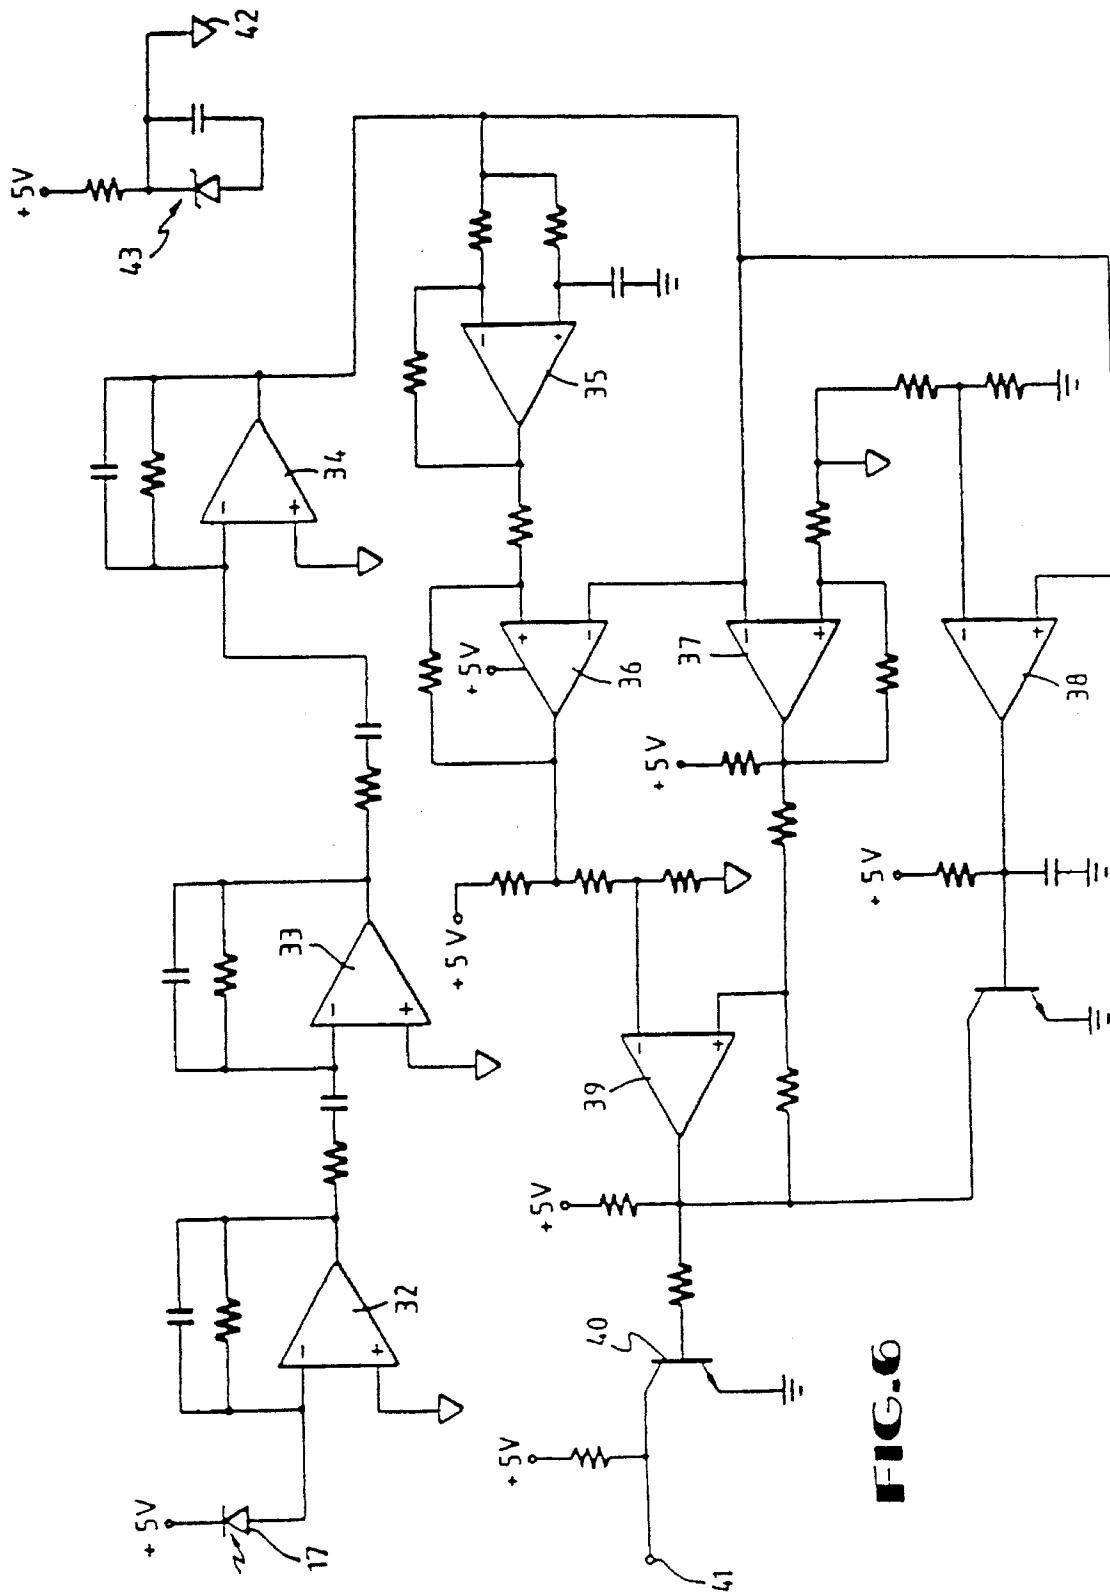 +5V
43
42
17
32
33
34
- +
- +
- +
35
- +
+5V
36
+ -
37
- +
38
- +
+5V
+5V
+5V
39
- +
+5V
40
+5V
41
FIG.6